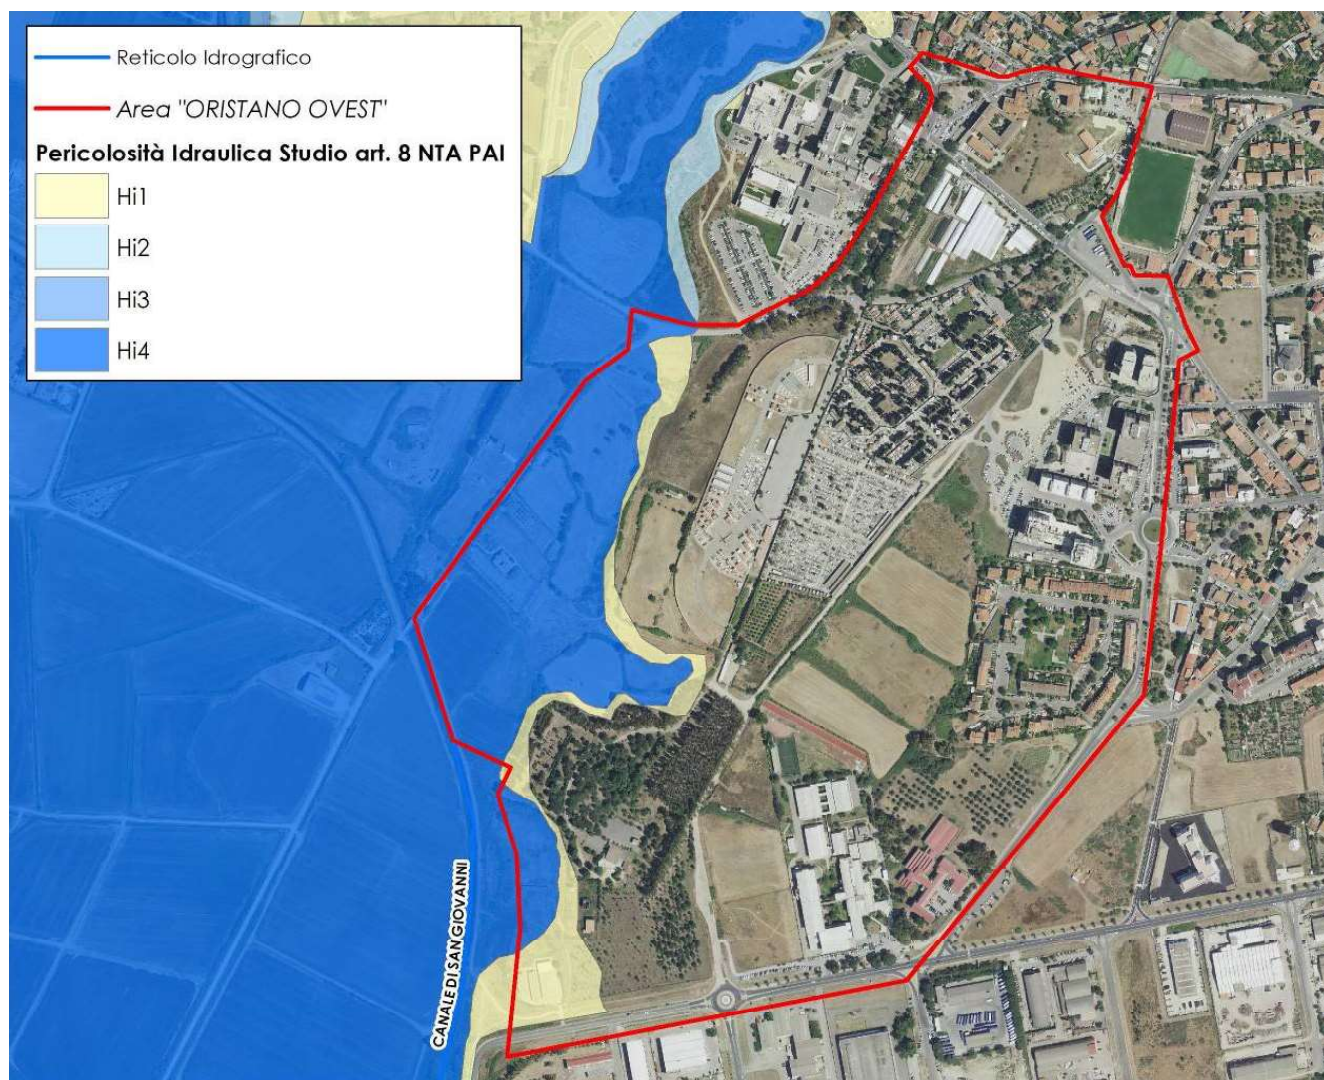 Reticolo Idrografico
Area "ORISTANO OVEST"
Pericolosità Idraulica Studio art. 8 NTA PAI
Hi1
Hi2
Hi3
Hi4
CANALE DI SAN GIOVANNI